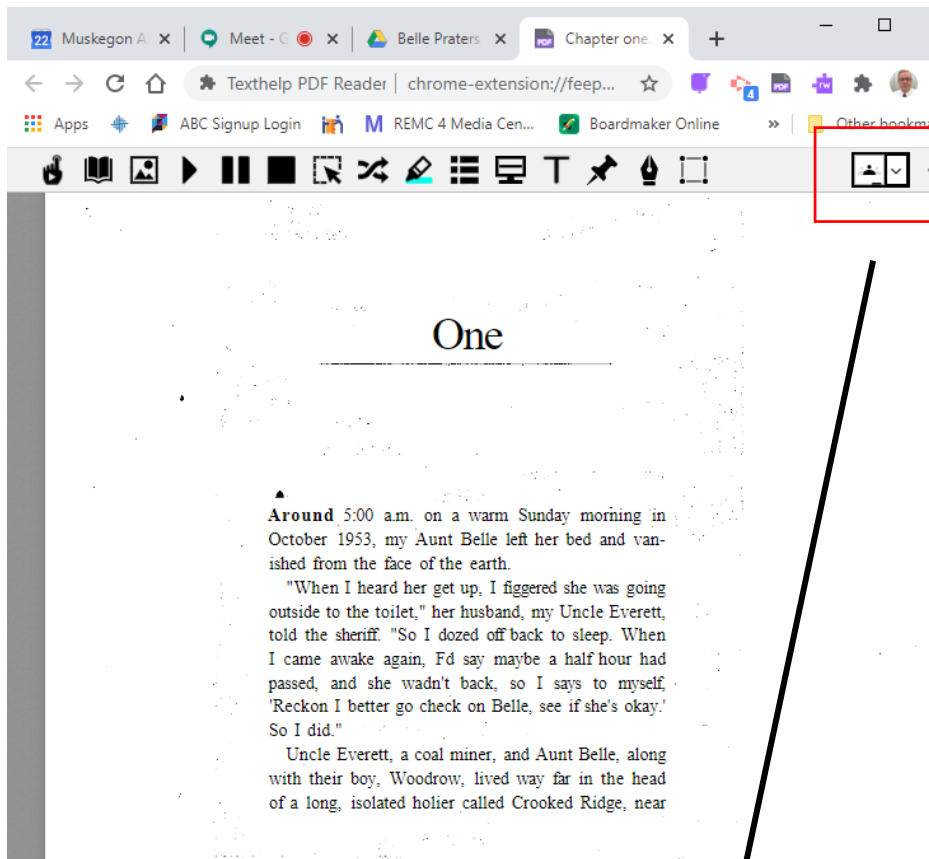 22 Muskegon A Meet - G Belle Praters Chapter one.
Texthelp PDF Reader | chrome-extension://feep...
4 PDF rw
Apps ABC Signup Login M REMC 4 Media Cen... Boardmaker Online » Other bookma
T
One
Around 5:00 a.m. on a warm Sunday morning in
October 1953, my Aunt Belle left her bed and van-
ished from the face of the earth.
"When I heard her get up, I figgered she was going
outside to the toilet," her husband, my Uncle Everett,
told the sheriff. "So I dozed off back to sleep. When
I came awake again, Fd say maybe a half hour had
passed, and she wadn't back, so I says to myself,
'Reckon I better go check on Belle, see if she's okay.'
So I did."
Uncle Everett, a coal miner, and Aunt Belle, along
with their boy, Woodrow, lived way far in the head
of a long, isolated holier called Crooked Ridge, near